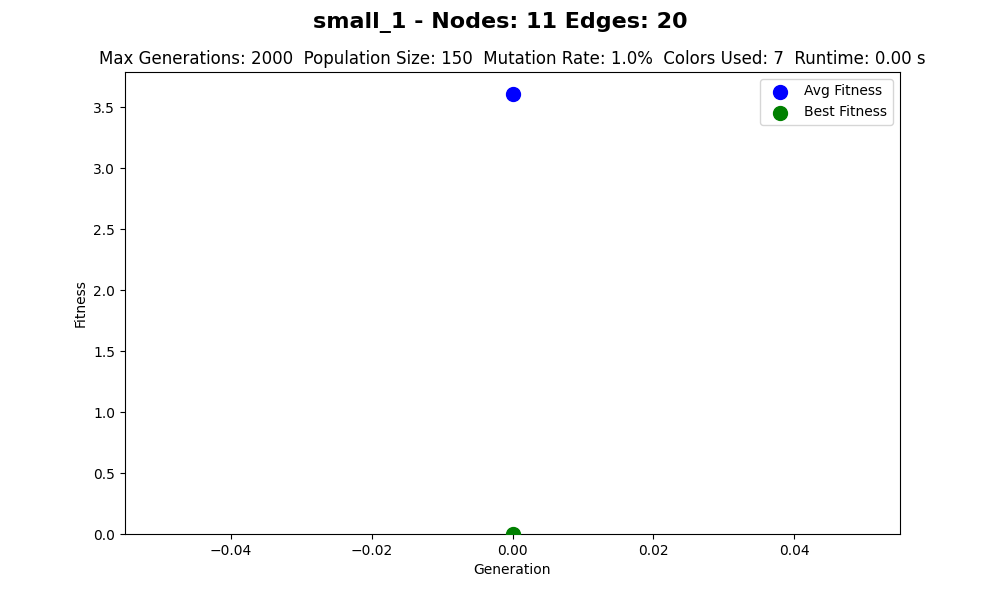 small_1 - Nodes: 11 Edges: 20
Max Generations: 2000  Population Size: 150  Mutation Rate: 1.0%  Colors Used: 7  Runtime: 0.00 s
Avg Fitness
Best Fitness
3.5
3.0
2.5
2.0
1.5
1.0
0.5
0.0
Fitness
−0.04 −0.02 0.00 0.02 0.04
Generation